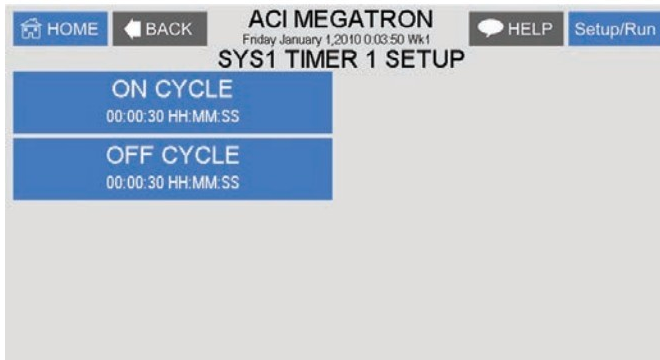 HOME
BACK
ACI MEGATRON
Friday January 1,2010 0:03:50 Wk1
HELP
Setup/Run
SYS1 TIMER 1 SETUP
ON CYCLE
00:00:30 HH:MM:SS
OFF CYCLE
00:00:30 HH:MM:SS